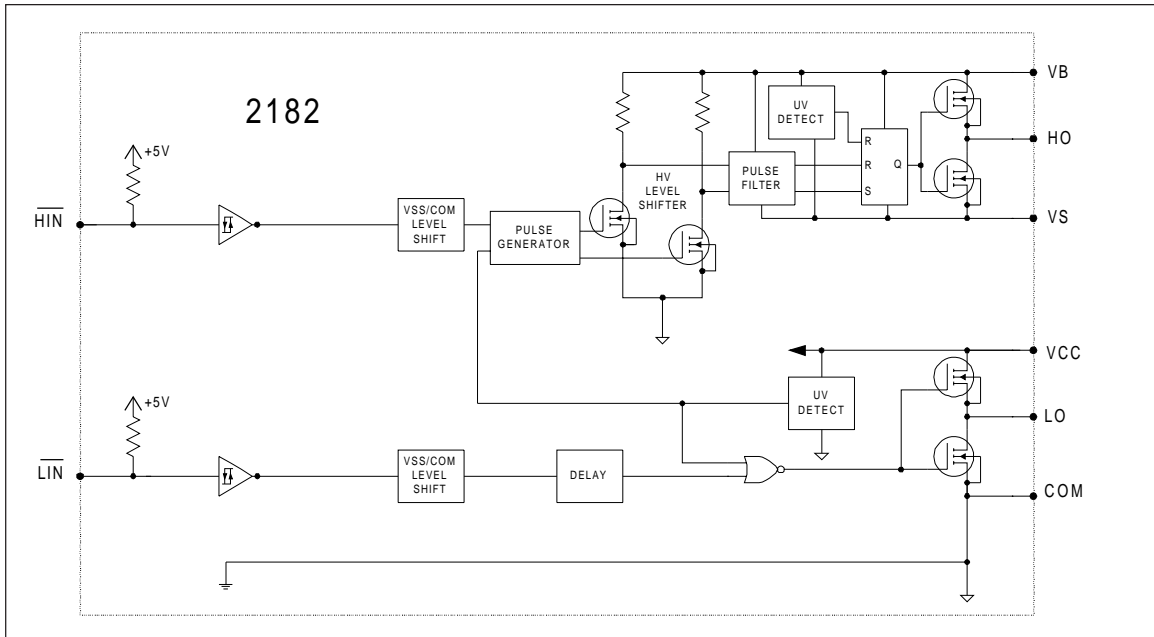 2182
VB
UV
DETECT
+5V
R
HO
R
Q
PULSE
FILTER
S
HV
LEVEL
SHIFTER
HIN
VSS/COM
LEVEL
SHIFT
PULSE
GENERATOR
VS
VCC
UV
DETECT
+5V
LO
LIN
VSS/COM
LEVEL
SHIFT
DELAY
COM